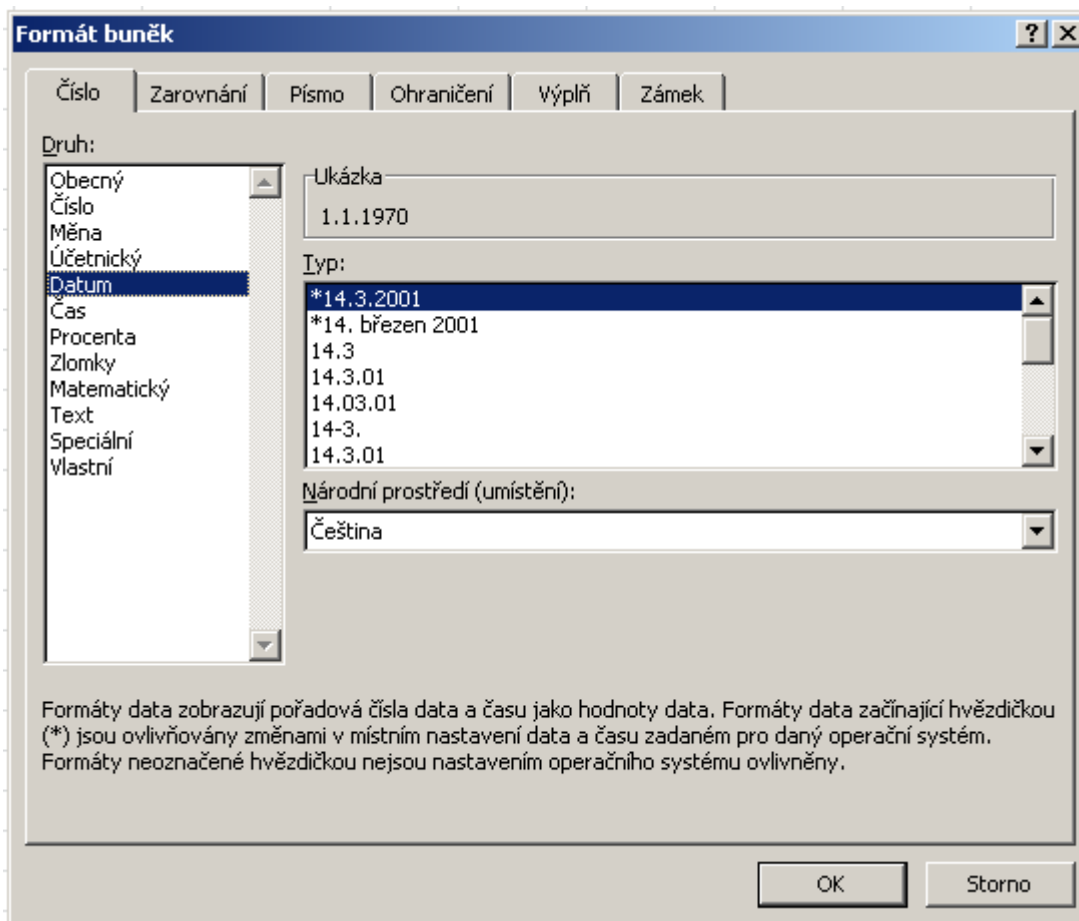 Formát buněk
Číslo Zarovnání Písmo Ohraničení Výplň Zámek
Druh:
Obecný
Číslo
Měna
Účetnický
Datum
Čas
Procenta
Zlomky
Matematický
Text
Speciální
Vlastní
Ukázka
1.1.1970
Typ:
*14.3.2001
*14. březen 2001
14.3
14.3.01
14.03.01
14-3.
14.3.01
Národní prostředí (umístění):
Čeština
Formáty data zobrazují pořadová čísla data a času jako hodnoty data. Formáty data začínající hvězdičkou
(*) jsou ovlivňovány změnami v místním nastavení data a času zadaném pro daný operační systém.
Formáty neoznačené hvězdičkou nejsou nastavením operačního systému ovlivněny.
OK Storno